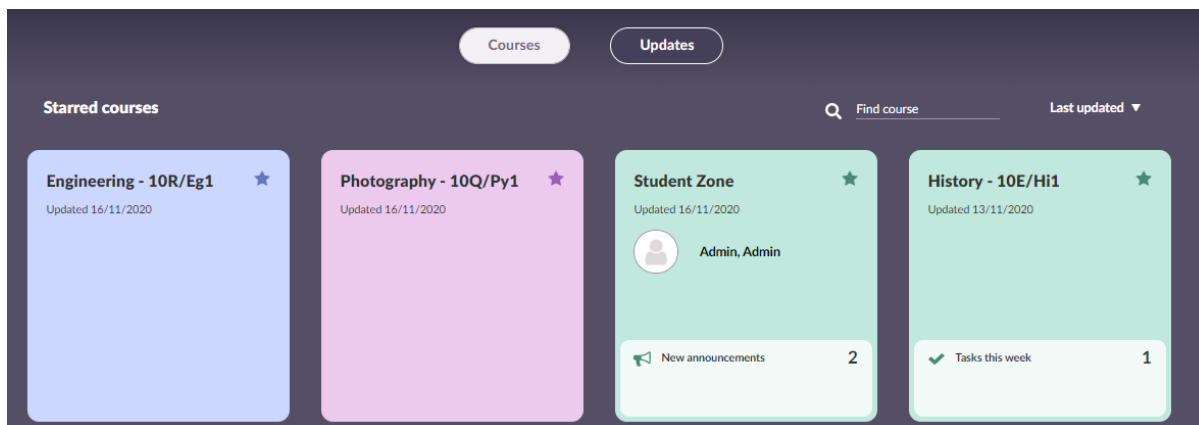 Courses
Updates
Starred courses
Find course
Last updated
Engineering - 10R/Eg1
Updated 16/11/2020
Photography - 10Q/Py1
Updated 16/11/2020
Student Zone
Updated 16/11/2020
Admin, Admin
New announcements 2
History - 10E/Hi1
Updated 13/11/2020
Tasks this week 1